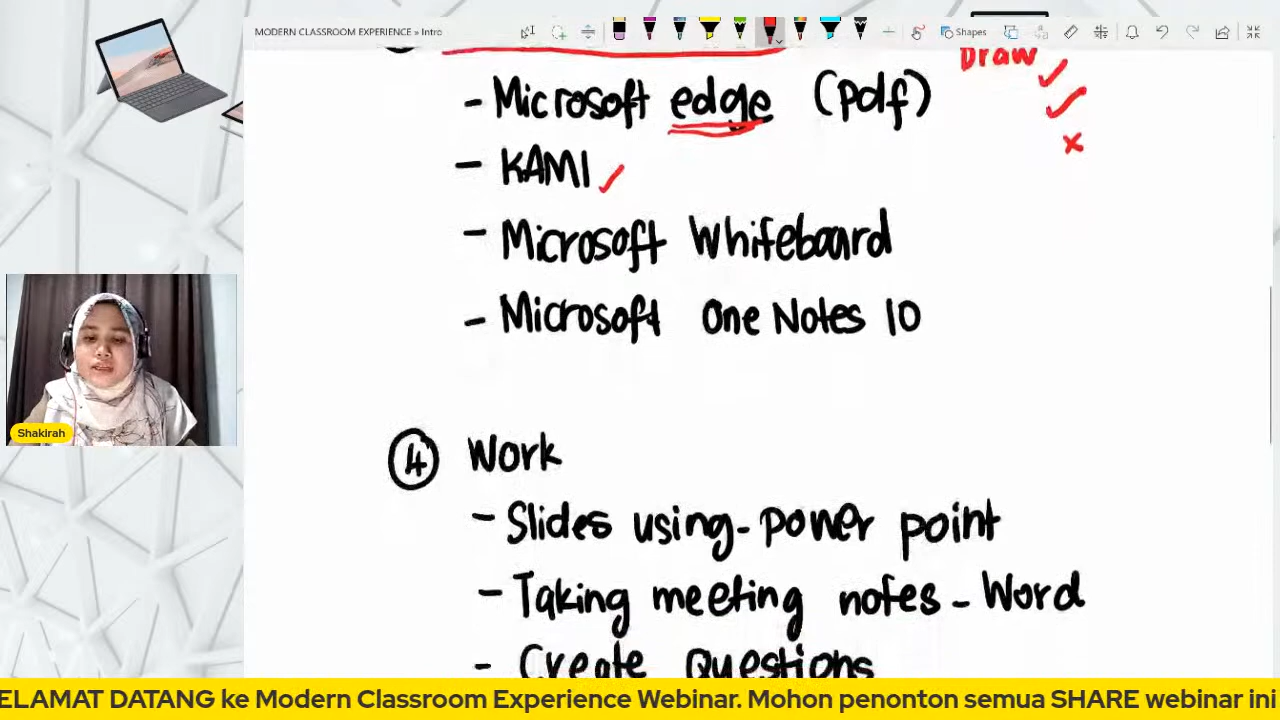 MODERN CLASSROOM EXPERIENCE » Intro
Shapes
Draw
- Microsoft edge (pdf)
- KAMI
- Microsoft Whiteboard
- Microsoft One Notes 10
4 Work
- Slides using - power point
- Taking meeting notes - Word
- Create Questions
Shakirah
ELAMAT DATANG ke Modern Classroom Experience Webinar. Mohon penonton semua SHARE webinar ini